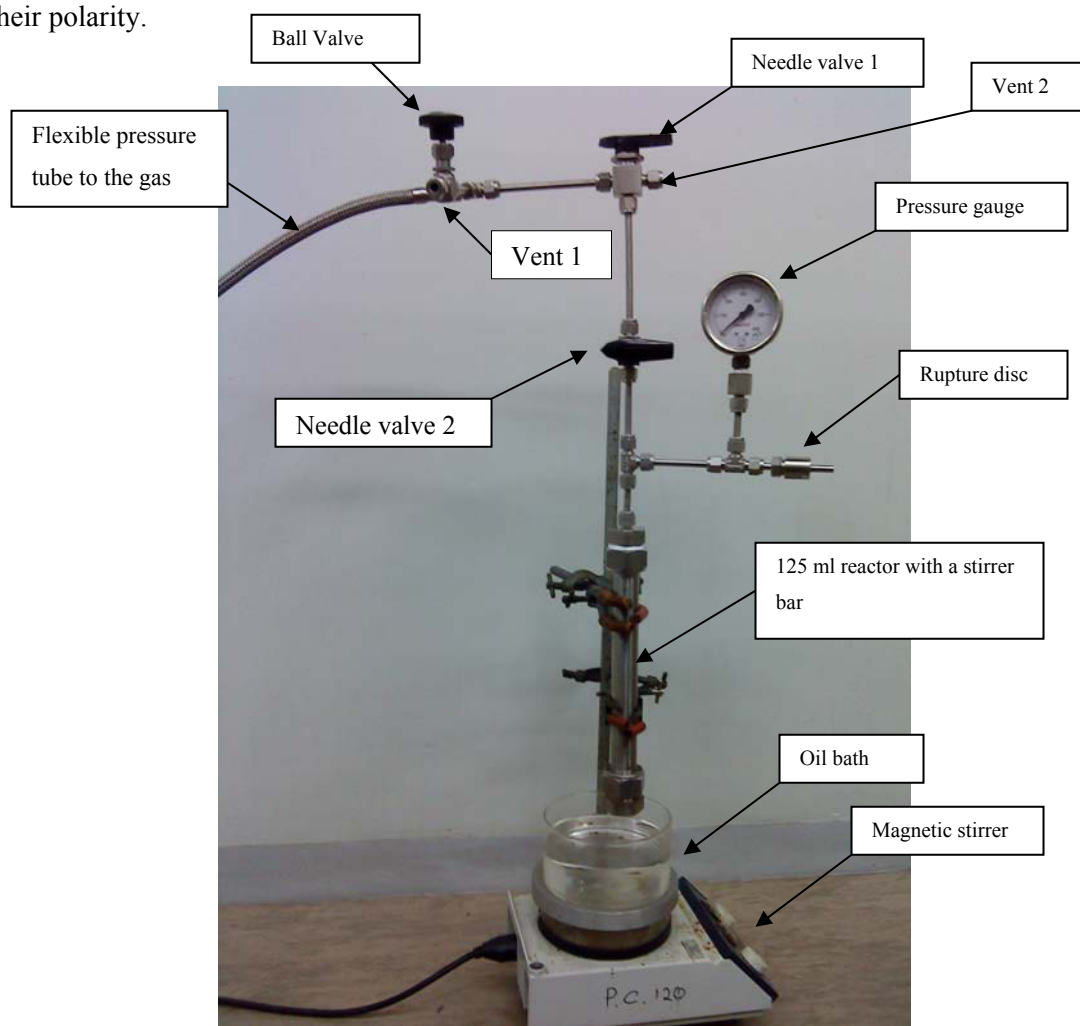 heir polarity.
Ball Valve
Needle valve 1
Vent 2
Flexible pressure
tube to the gas
Pressure gauge
Vent 1
Rupture disc
Needle valve 2
125 ml reactor with a stirrer
bar
Oil bath
Magnetic stirrer
P.C. 120